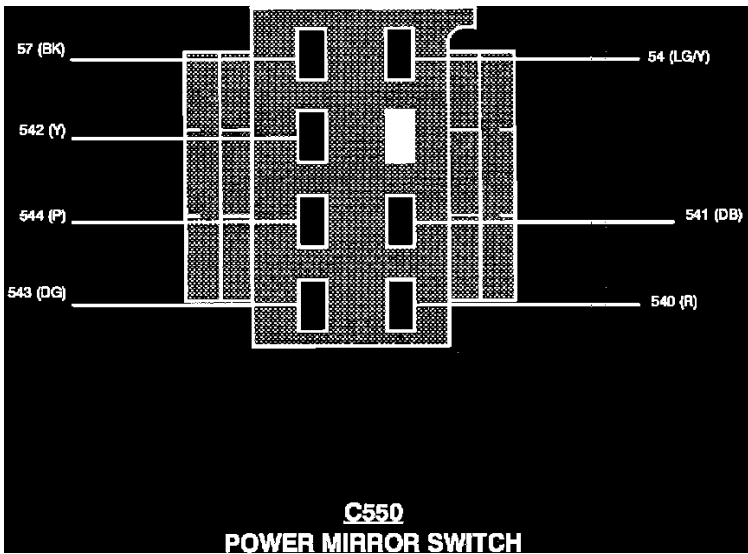 57 (BK)
54 (LG/Y)
542 (Y)
544 (P)
541 (DB)
543 (DG)
540 (R)
C550
POWER MIRROR SWITCH